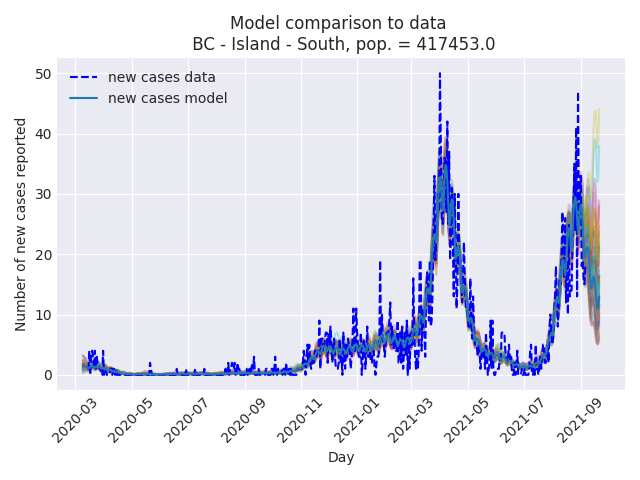 Model comparison to data
BC - Island - South, pop. = 417453.0
new cases data
new cases model
Number of new cases reported
50
40
30
20
10
0
2020-03
2020-05
2020-07
2020-09
2020-11
2021-01
2021-03
2021-05
2021-07
2021-09
Day